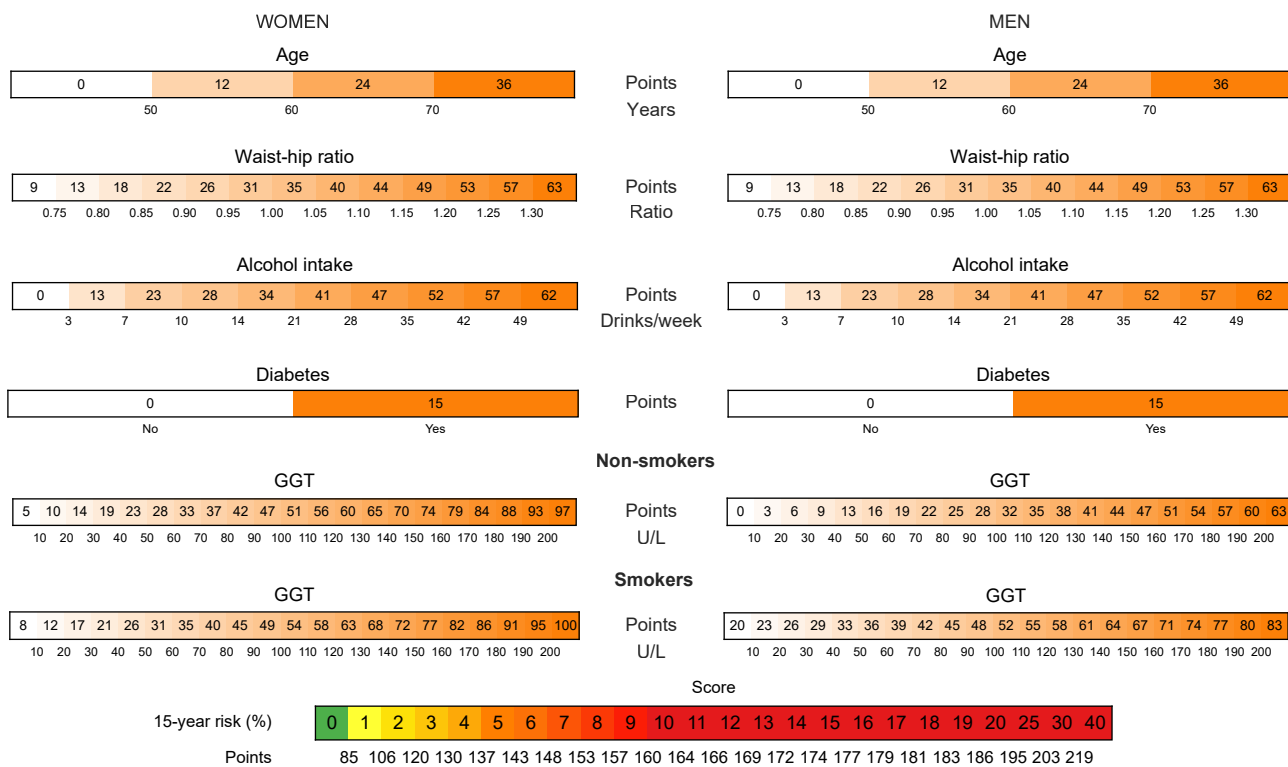 WOMEN MEN
Age Age
0 12 24 36 Points 0 12 24 36
50 60 70 Years 50 60 70
Waist-hip ratio Waist-hip ratio
9 13 18 22 26 31 35 40 44 49 53 57 63 Points 9 13 18 22 26 31 35 40 44 49 53 57 63
0.75 0.80 0.85 0.90 0.95 1.00 1.05 1.10 1.15 1.20 1.25 1.30 Ratio 0.75 0.80 0.85 0.90 0.95 1.00 1.05 1.10 1.15 1.20 1.25 1.30
Alcohol intake Alcohol intake
0 13 23 28 34 41 47 52 57 62 Points 0 13 23 28 34 41 47 52 57 62
3 7 10 14 21 28 35 42 49 Drinks/week 3 7 10 14 21 28 35 42 49
Diabetes Diabetes
0 15 Points 0 15
No Yes No Yes
Non-smokers
GGT GGT
5 10 14 19 23 28 33 37 42 47 51 56 60 65 70 74 79 84 88 93 97 Points 0 3 6 9 13 16 19 22 25 28 32 35 38 41 44 47 51 54 57 60 63
10 20 30 40 50 60 70 80 90 100 110 120 130 140 150 160 170 180 190 200 U/L 10 20 30 40 50 60 70 80 90 100 110 120 130 140 150 160 170 180 190 200
Smokers
GGT GGT
8 12 17 21 26 31 35 40 45 49 54 58 63 68 72 77 82 86 91 95 100 Points 20 23 26 29 33 36 39 42 45 48 52 55 58 61 64 67 71 74 77 80 83
10 20 30 40 50 60 70 80 90 100 110 120 130 140 150 160 170 180 190 200 U/L 10 20 30 40 50 60 70 80 90 100 110 120 130 140 150 160 170 180 190 200
Score
15-year risk (%) 0 1 2 3 4 5 6 7 8 9 10 11 12 13 14 15 16 17 18 19 20 25 30 40
Points 85 106 120 130 137 143 148 153 157 160 164 166 169 172 174 177 179 181 183 186 195 203 219